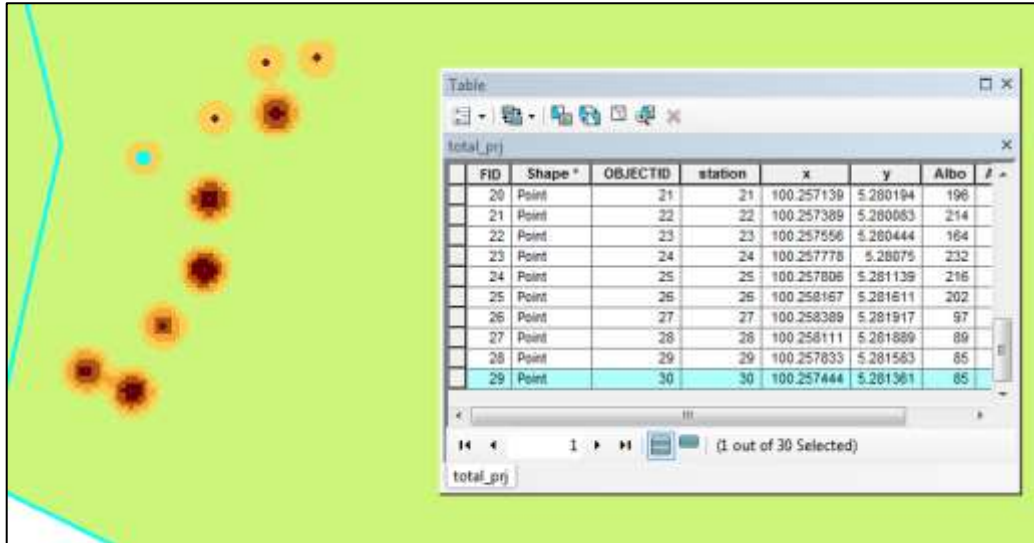 Table
total_prj
FID Shape * OBJECTID station x y Albo
20 Point 21 21 100.257139 5.280194 196
21 Point 22 22 100.257389 5.280083 214
22 Point 23 23 100.257556 5.280444 164
23 Point 24 24 100.257778 5.28075 232
24 Point 25 25 100.257806 5.281139 216
25 Point 26 26 100.258167 5.281611 202
26 Point 27 27 100.258389 5.281917 97
27 Point 28 28 100.258111 5.281889 89
28 Point 29 29 100.257833 5.281583 85
29 Point 30 30 100.257444 5.281361 85
1 (1 out of 30 Selected)
total_prj